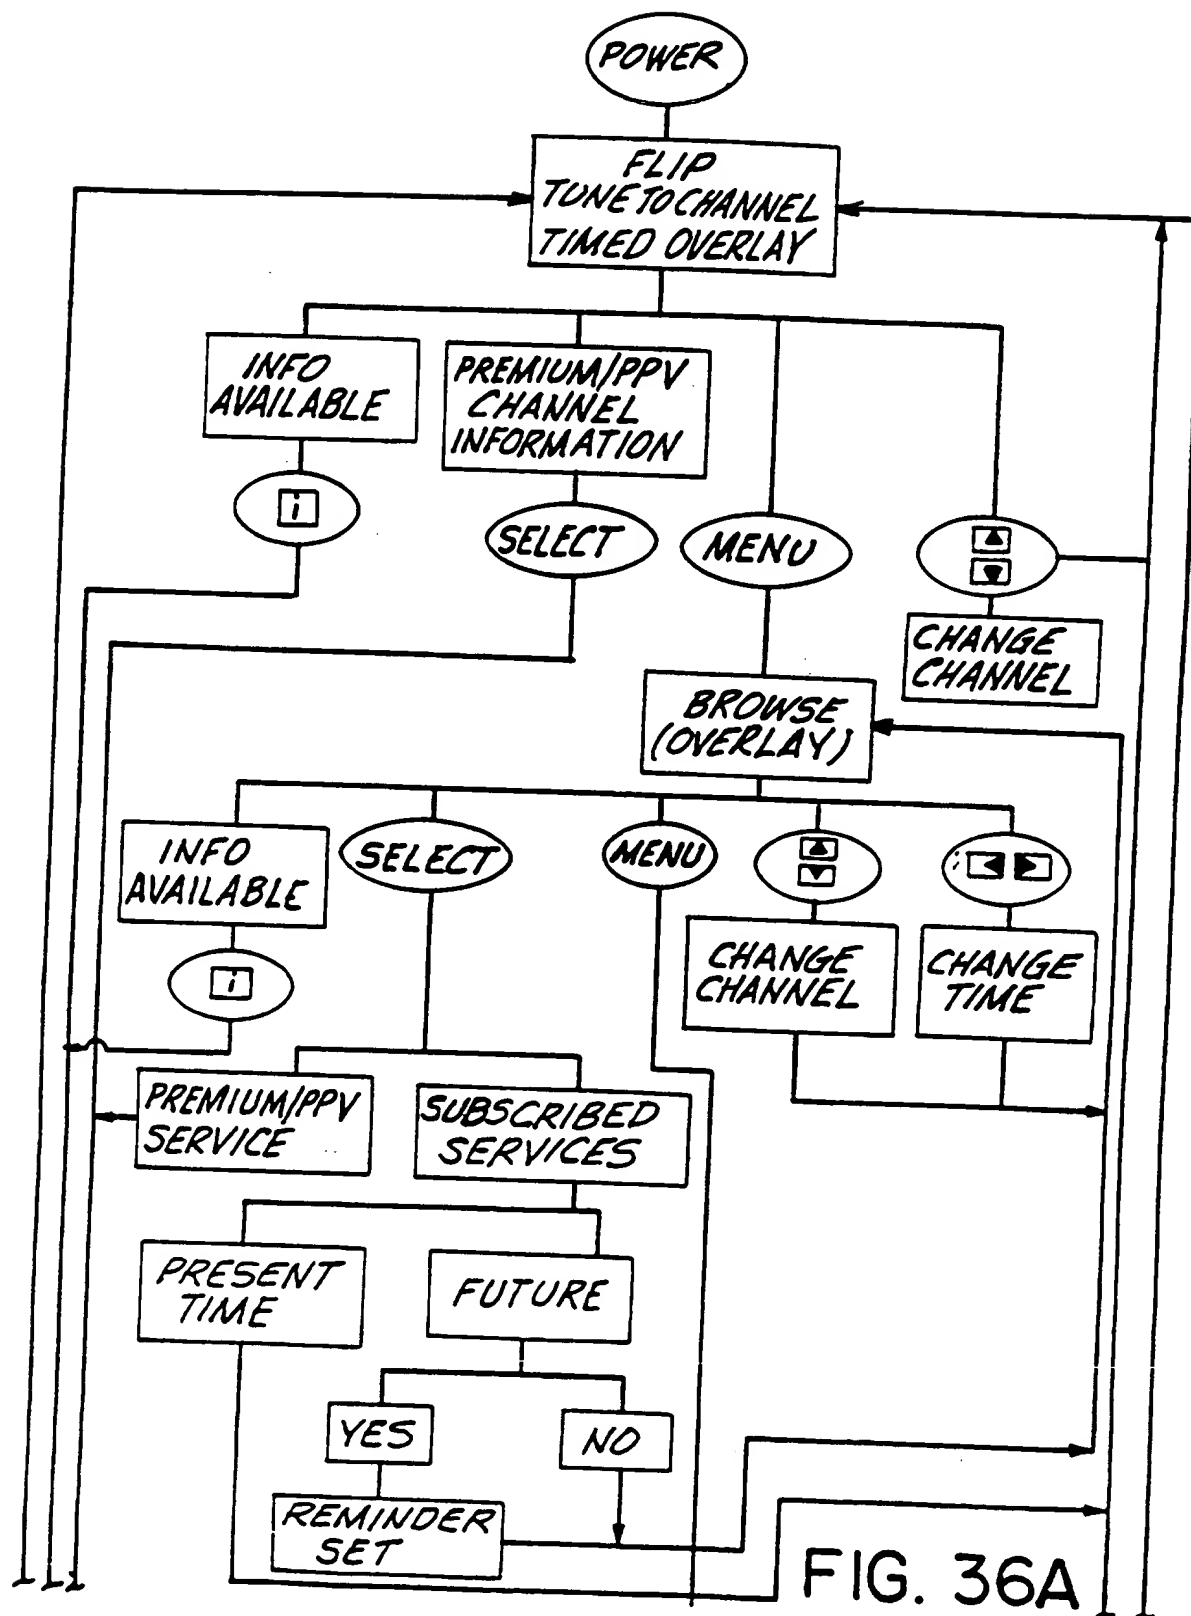 POWER
FLIP
TUNE TO CHANNEL
TIMED OVERLAY
INFO
AVAILABLE
PREMIUM/PPV
CHANNEL
INFORMATION
i
SELECT
MENU
CHANGE
CHANNEL
BROWSE
(OVERLAY)
INFO
AVAILABLE
SELECT
MENU
i
CHANGE
CHANNEL
CHANGE
TIME
PREMIUM/PPV
SERVICE
SUBSCRIBED
SERVICES
PRESENT
TIME
FUTURE
YES
NO
REMINDER
SET
FIG. 36A